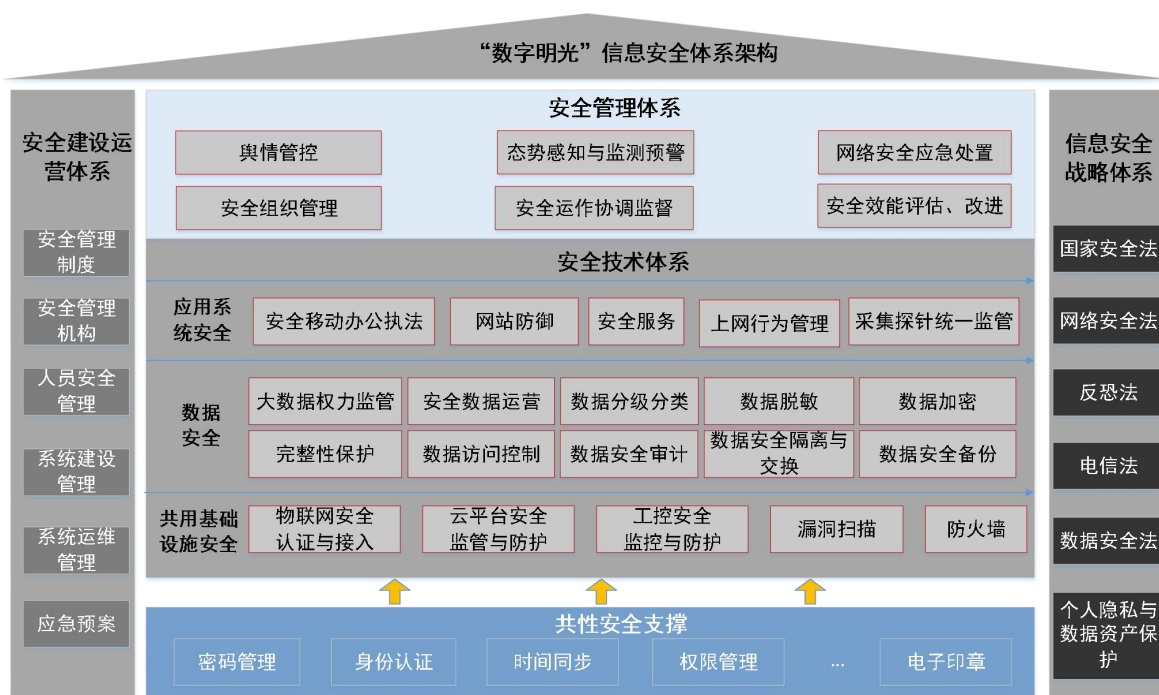 “数字明光”信息安全体系架构
安全建设运
营体系
安全管理
制度
安全管理
机构
人员安全
管理
系统建设
管理
系统运维
管理
应急预案
安全管理体系
舆情管控
态势感知与监测预警
网络安全应急处置
安全组织管理
安全运作协调监督
安全效能评估、改进
安全技术体系
应用系
统安全
安全移动办公执法
网站防御
安全服务
上网行为管理
采集探针统一监管
数据
安全
大数据权力监管
安全数据运营
数据分级分类
数据脱敏
数据加密
完整性保护
数据访问控制
数据安全审计
数据安全隔离与
交换
数据安全备份
共用基础
设施安全
物联网安全
认证与接入
云平台安全
监管与防护
工控安全
监控与防护
漏洞扫描
防火墙
共性安全支撑
密码管理
身份认证
时间同步
权限管理
...
电子印章
信息安全
战略体系
国家安全法
网络安全法
反恐法
电信法
数据安全法
个人隐私与
数据资产保
护